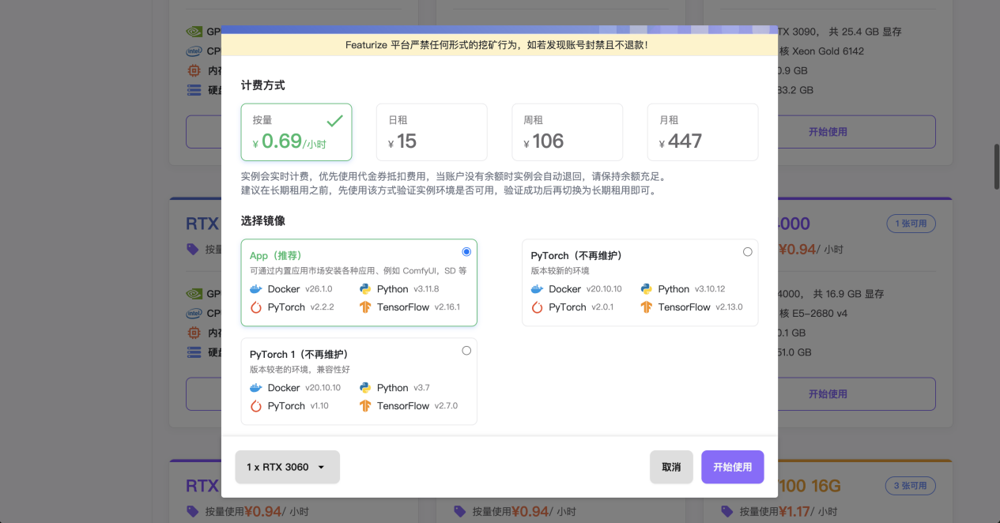 GPU
TX 3090， 共 25.4 GB 显存
CPU
核 Xeon Gold 6142
内存
0.9 GB
硬盘
83.2 GB
开始使用
Featurize 平台严禁任何形式的挖矿行为，如若发现账号封禁且不退款！
计费方式
按量
¥ 0.69/小时
日租
¥ 15
周租
¥ 106
月租
¥ 447
实例会实时计费，优先使用代金券抵扣费用，当账户没有余额时实例会自动退回，请保持余额充足。
建议在长期租用之前，先使用该方式验证实例环境是否可用，验证成功后再切换为长期租用即可。
选择镜像
App（推荐）
可通过内置应用市场安装各种应用、例如 ComfyUI，SD 等
Docker v26.1.0 Python v3.11.8
PyTorch v2.2.2 TensorFlow v2.16.1
PyTorch（不再维护）
版本较新的环境
Docker v20.10.10 Python v3.10.12
PyTorch v2.0.1 TensorFlow v2.13.0
PyTorch 1（不再维护）
版本较老的环境，兼容性好
Docker v20.10.10 Python v3.7
PyTorch v1.10 TensorFlow v2.7.0
1 x RTX 3060
取消
开始使用
RTX
按量
4000
1 张可用
¥0.94/ 小时
4000， 共 16.9 GB 显存
核 E5-2680 v4
0.1 GB
51.0 GB
开始使用
RTX
按量使用¥0.94/ 小时
按量使用¥0.94/ 小时
100 16G
3 张可用
按量使用¥1.17/ 小时